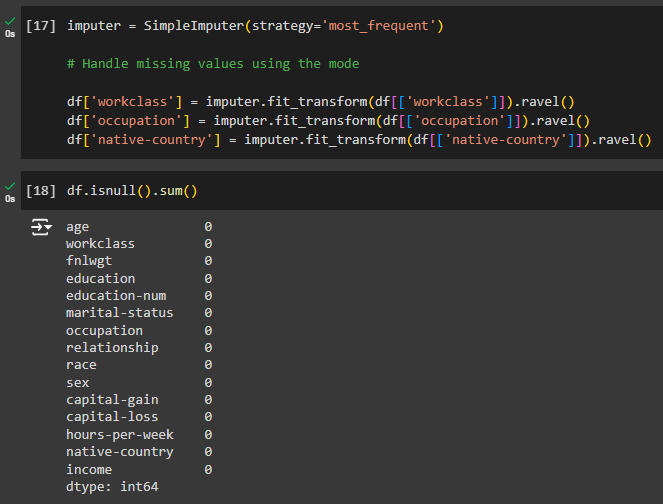 [17] imputer = SimpleImputer(strategy='most_frequent')
0s
# Handle missing values using the mode
df['workclass'] = imputer.fit_transform(df[['workclass']]).ravel()
df['occupation'] = imputer.fit_transform(df[['occupation']]).ravel()
df['native-country'] = imputer.fit_transform(df[['native-country']]).ravel()
[18] df.isnull().sum()
0s
age 0
workclass 0
fnlwgt 0
education 0
education-num 0
marital-status 0
occupation 0
relationship 0
race 0
sex 0
capital-gain 0
capital-loss 0
hours-per-week 0
native-country 0
income 0
dtype: int64